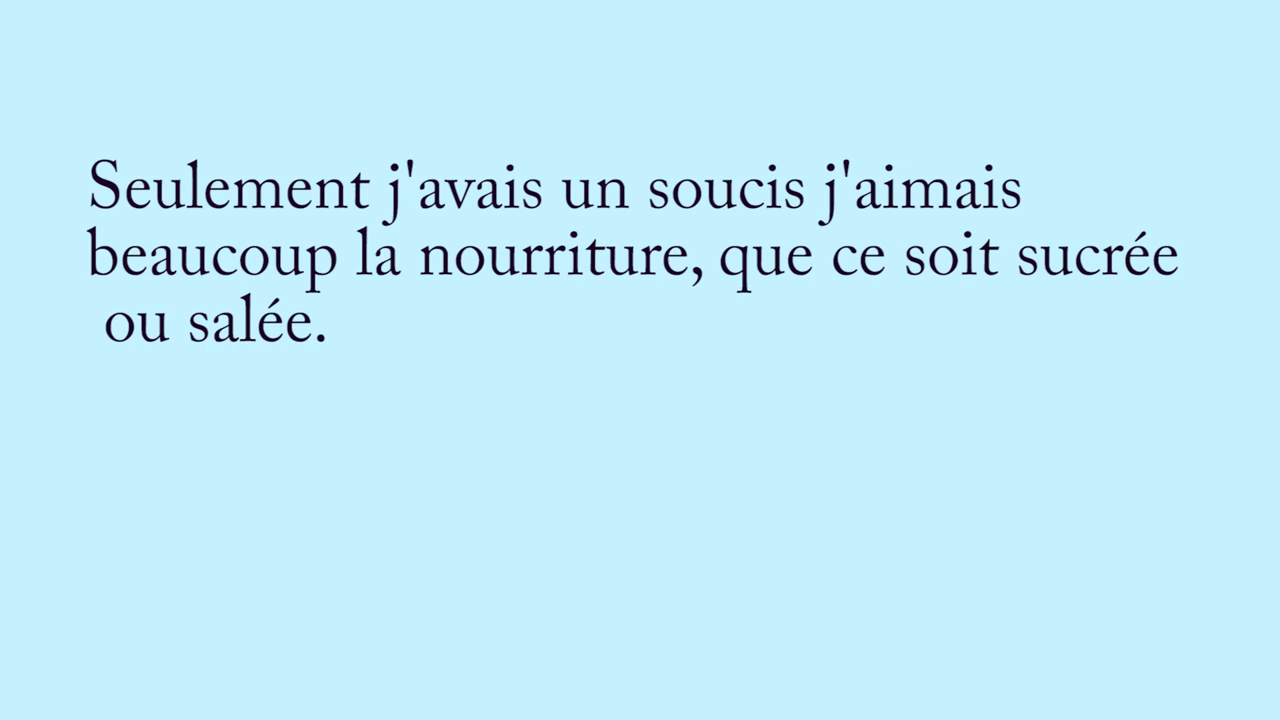 Seulement j'avais un soucis j'aimais
beaucoup la nourriture, que ce soit sucrée
ou salée.